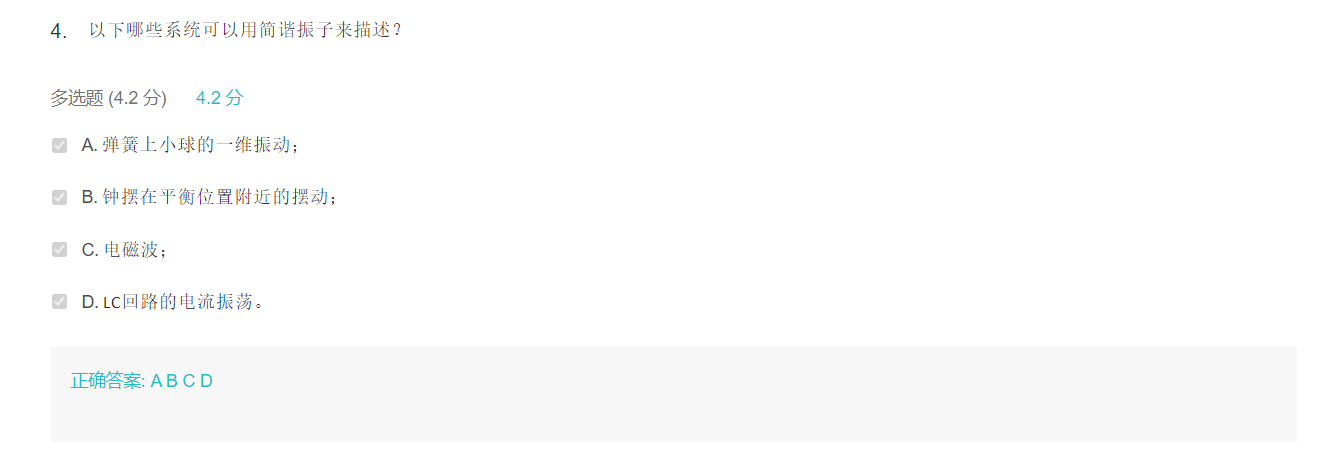 4. 以下哪些系统可以用简谐振子来描述？
多选题 (4.2 分) 4.2 分
A. 弹簧上小球的一维振动；
B. 钟摆在平衡位置附近的摆动；
C. 电磁波；
D. LC回路的电流振荡。
正确答案: A B C D